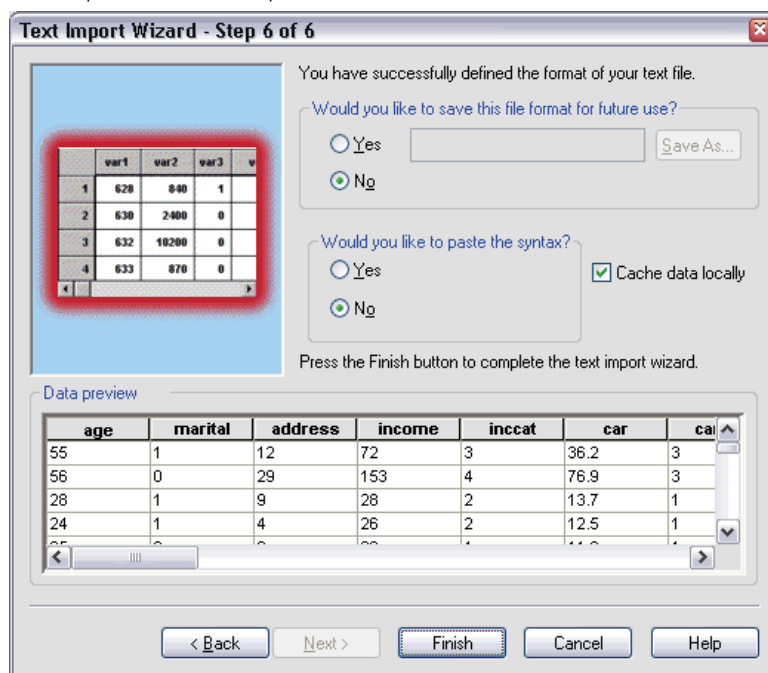 Text Import Wizard - Step 6 of 6
You have successfully defined the format of your text file.
Would you like to save this file format for future use?
Yes
Save As...
No
var1 var2 var3 v
1 628 840 1
2 630 2400 0
3 632 10200 0
4 633 870 0
Would you like to paste the syntax?
Yes
Cache data locally
No
Press the Finish button to complete the text import wizard.
Data preview
age marital address income inccat car ca
55 1 12 72 3 36.2 3
56 0 29 153 4 76.9 3
28 1 9 28 2 13.7 1
24 1 4 26 2 12.5 1
< Back Next > Finish Cancel Help